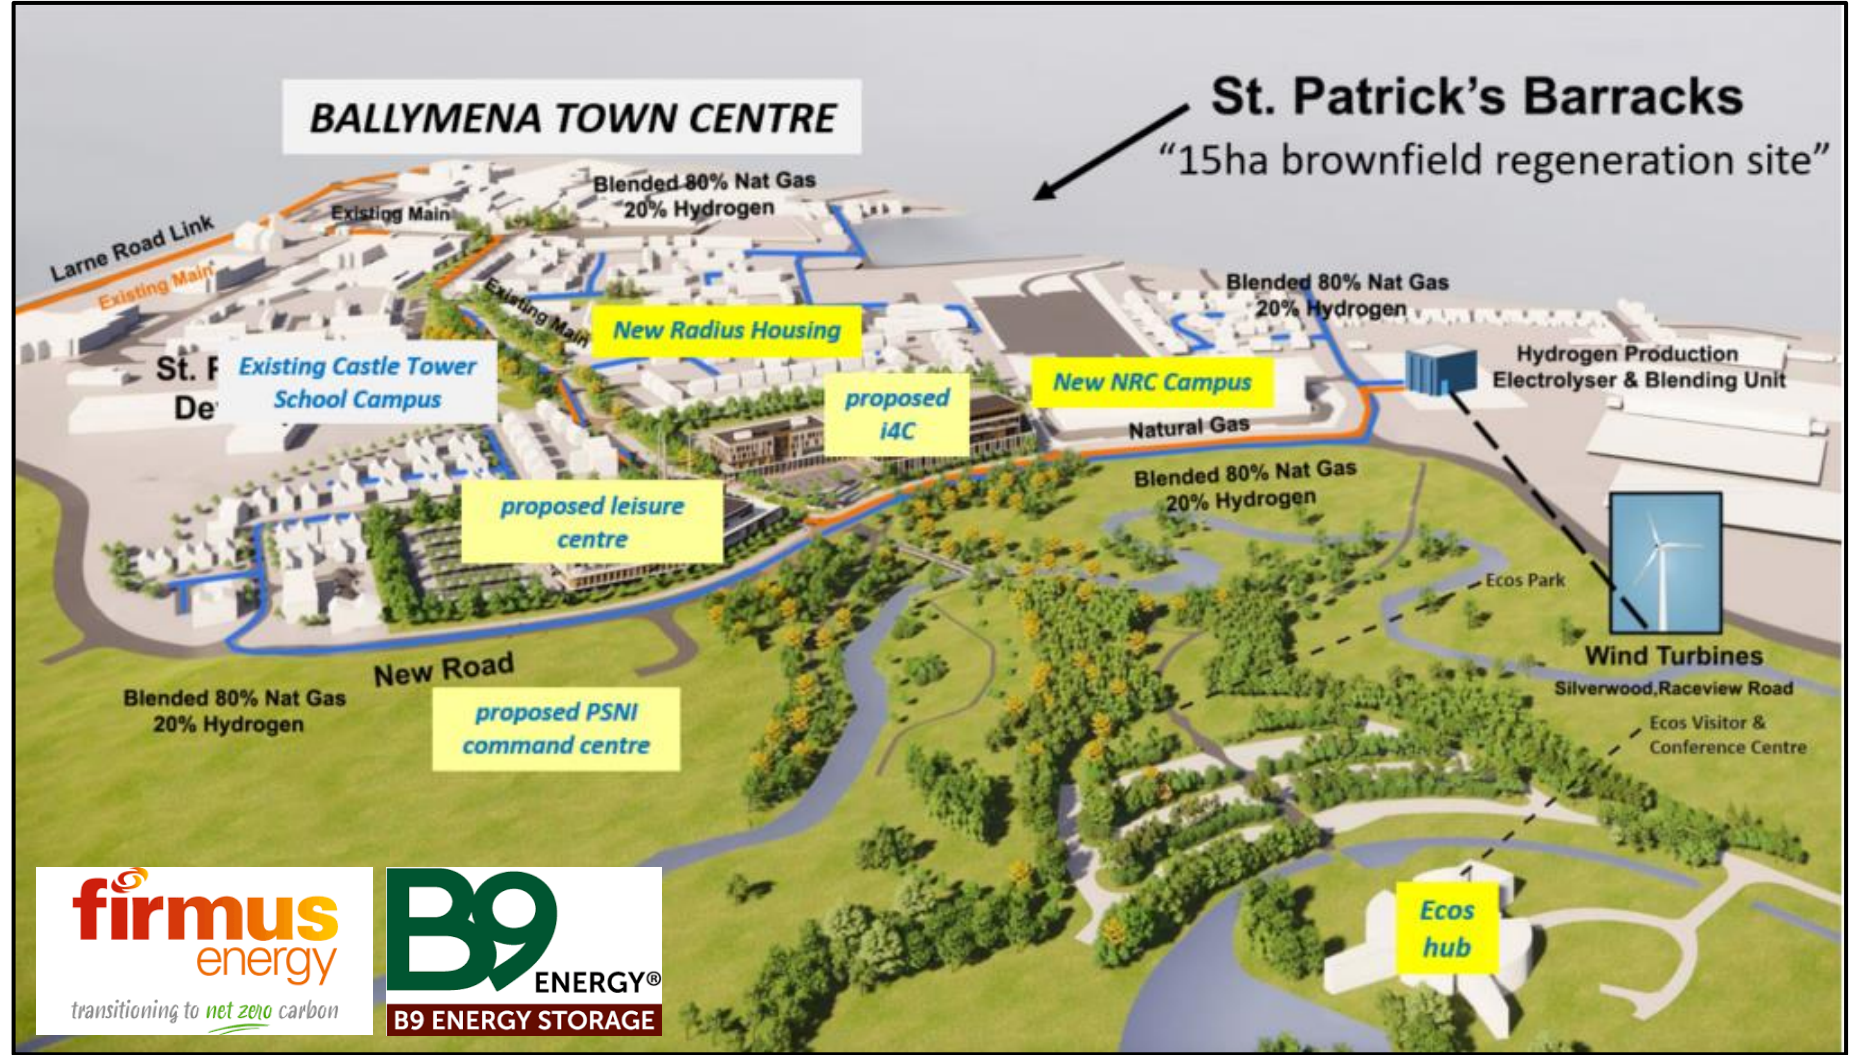 BALLYMENA TOWN CENTRE
St. Patrick's Barracks
“15ha brownfield regeneration site”
Blended 80% Nat Gas
20% Hydrogen
Existing Main
Larne Road Link
Existing Main
Existing Main
New Radius Housing
Blended 80% Nat Gas
20% Hydrogen
Hydrogen Production
Electrolyser & Blending Unit
St.
Existing Castle Tower
School Campus
proposed
i4C
New NRC Campus
Natural Gas
Blended 80% Nat Gas
20% Hydrogen
proposed leisure
centre
Ecos Park
Wind Turbines
Silverwood,Raceview Road
New Road
Blended 80% Nat Gas
20% Hydrogen
proposed PSNI
command centre
Ecos Visitor &
Conference Centre
Ecos
hub
firmus
energy
transitioning to net zero carbon
B9
ENERGY®
B9 ENERGY STORAGE